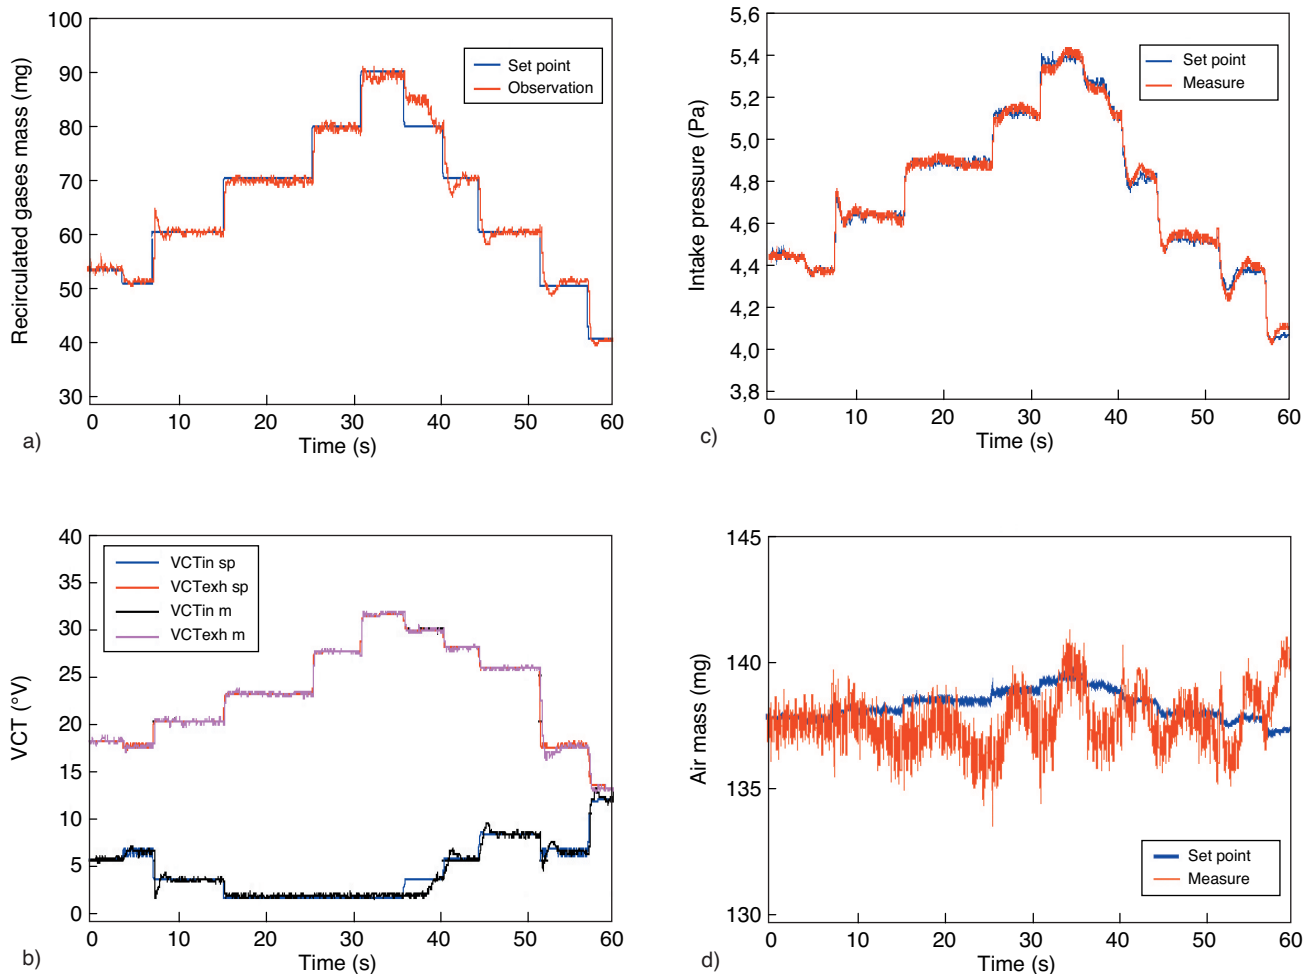 100
90
80
70
60
50
40
30
0 10 20 30 40 50 60
Recirculated gases mass (mg)
Time (s)
Set point
Observation
a)
5,6
5,4
5,2
5,0
4,8
4,6
4,4
4,2
4,0
3,8
0 10 20 30 40 50 60
Intake pressure (Pa)
Time (s)
Set point
Measure
c)
40
35
30
25
20
15
10
5
0
0 10 20 30 40 50 60
VCT (°V)
Time (s)
VCTin sp
VCTexh sp
VCTin m
VCTexh m
b)
145
140
135
130
0 10 20 30 40 50 60
Air mass (mg)
Time (s)
Set point
Measure
d)